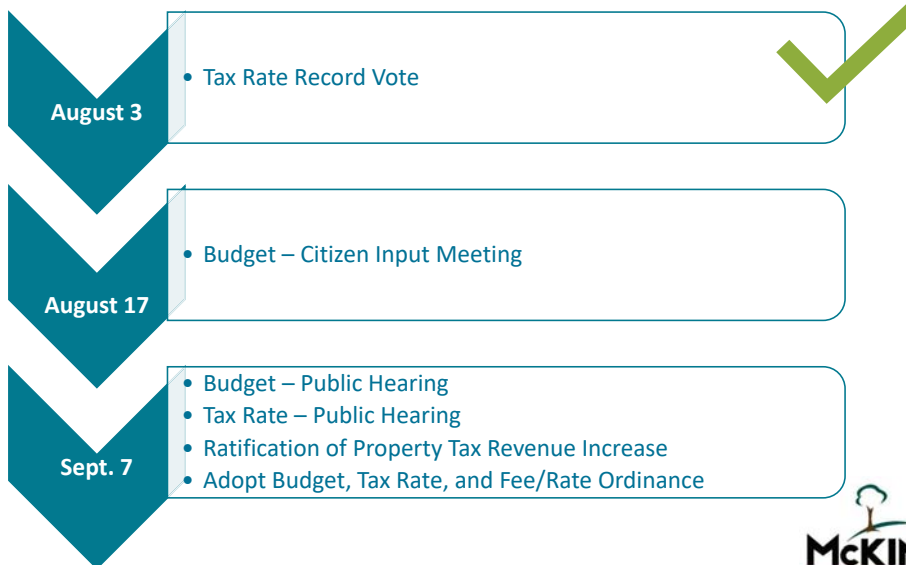 August 3
• Tax Rate Record Vote
August 17
• Budget – Citizen Input Meeting
Sept. 7
• Budget – Public Hearing
• Tax Rate – Public Hearing
• Ratification of Property Tax Revenue Increase
• Adopt Budget, Tax Rate, and Fee/Rate Ordinance
McKIN